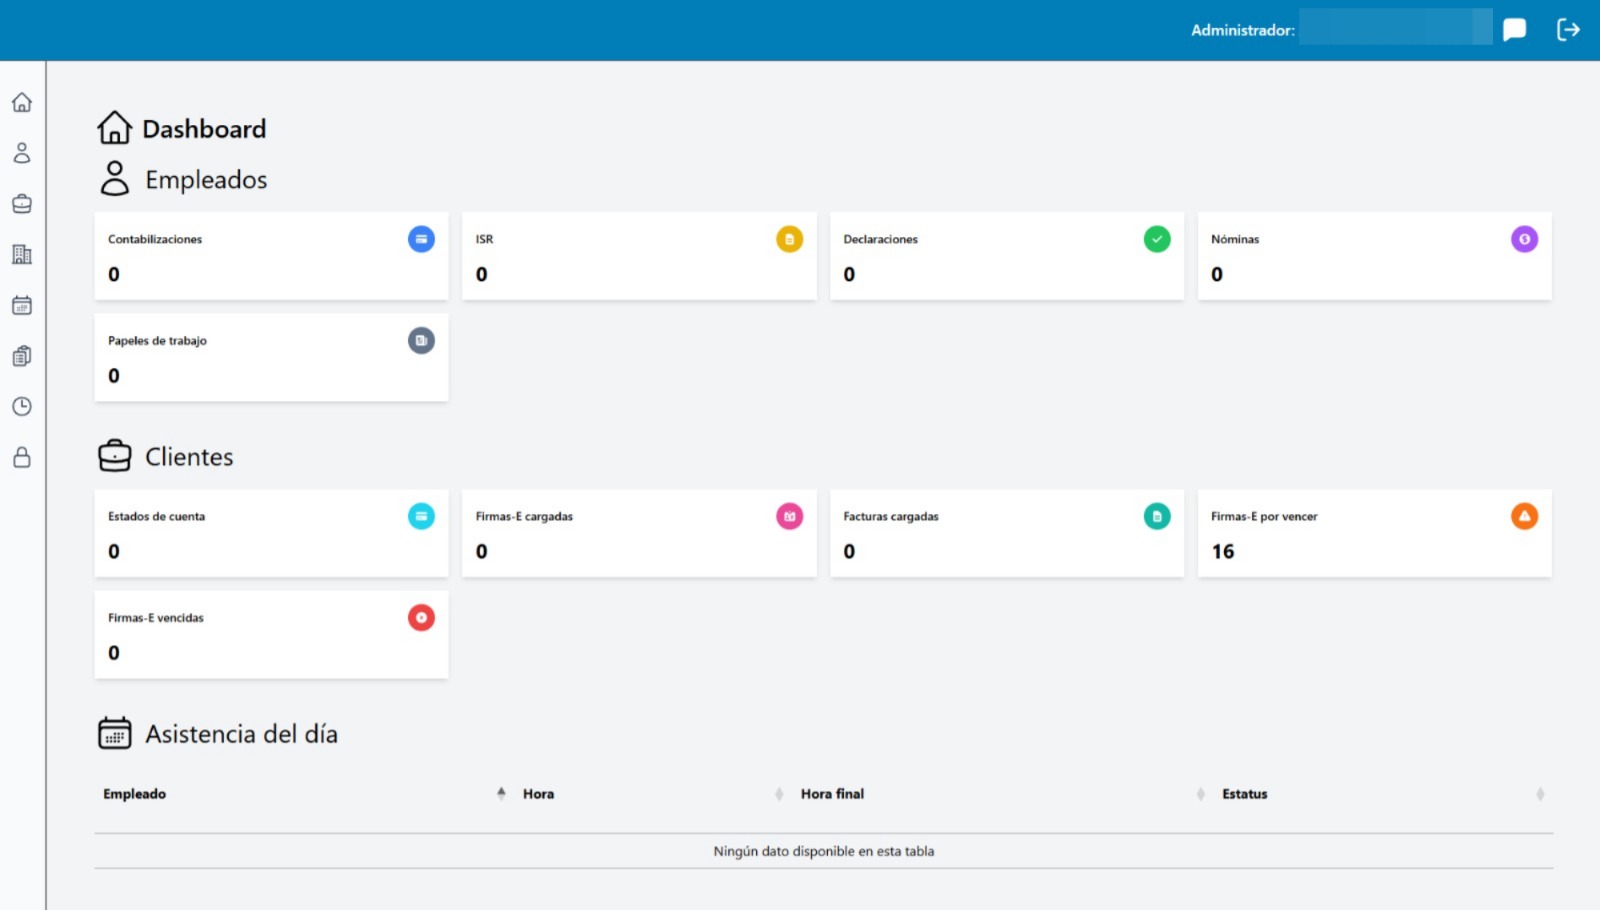 Administrador:
Dashboard
Empleados
Contabilizaciones
0
ISR
0
Declaraciones
0
Nóminas
0
Papeles de trabajo
0
Clientes
Estados de cuenta
0
Firmas-E cargadas
0
Facturas cargadas
0
Firmas-E por vencer
16
Firmas-E vencidas
0
Asistencia del día
Empleado Hora Hora final Estatus
Ningún dato disponible en esta tabla